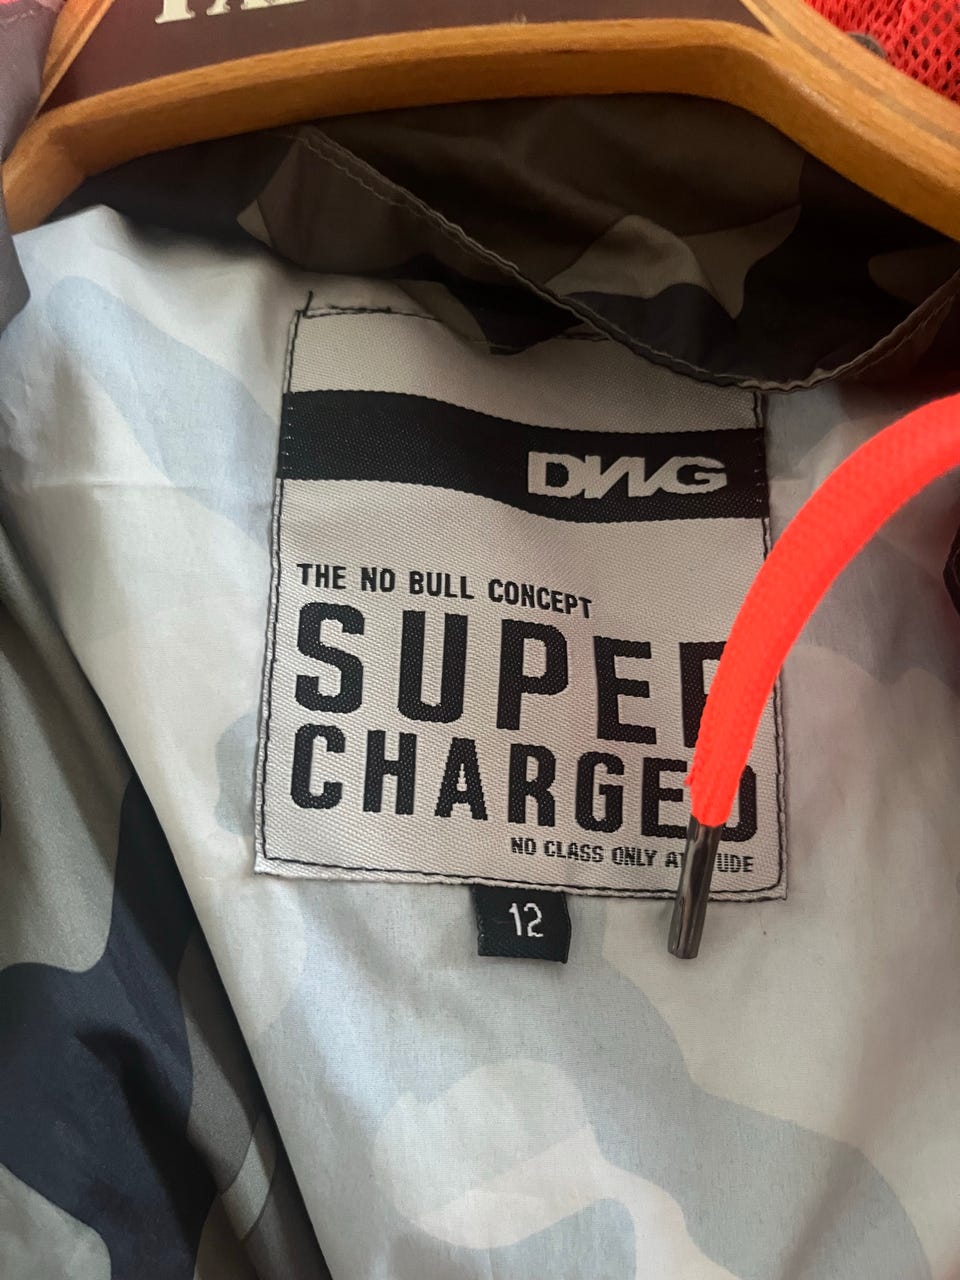 DWG
THE NO BULL CONCEPT
SUPER
CHARGED
NO CLASS ONLY
12